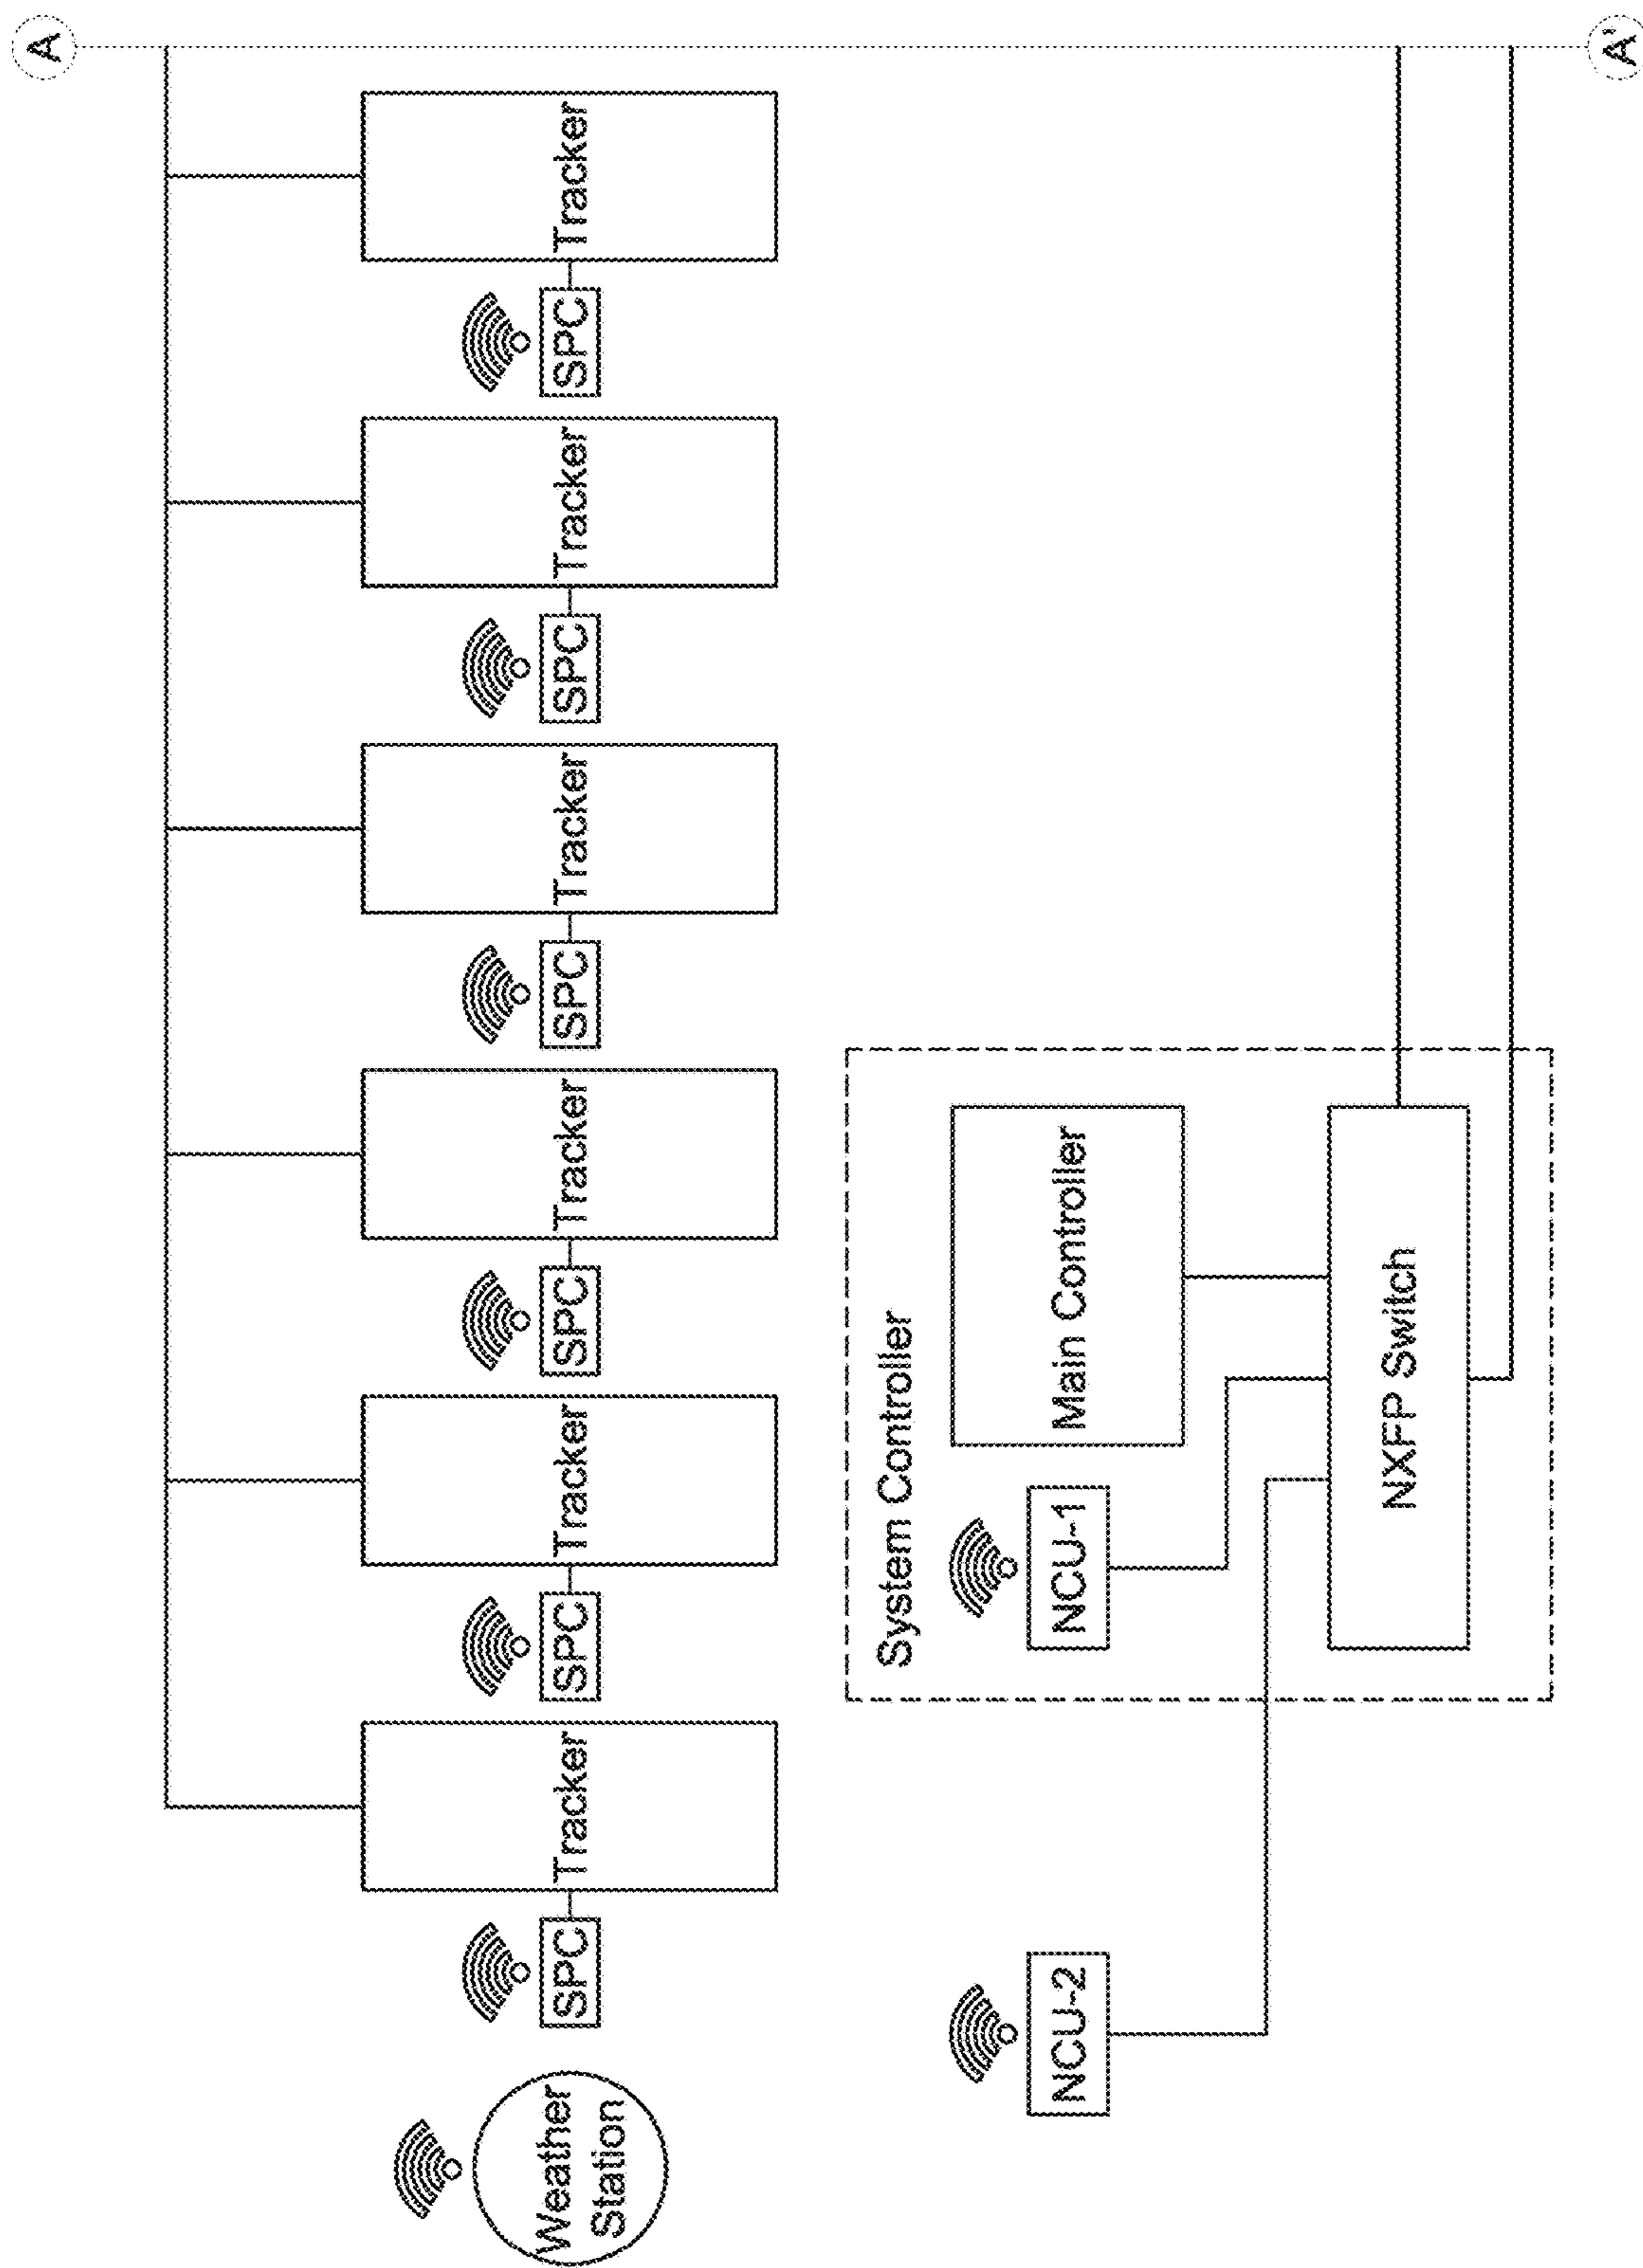 A
Tracker
Tracker
Tracker
Tracker
Tracker
Tracker
SPC
SPC
SPC
SPC
SPC
SPC
Weather
Station
System Controller
Main Controller
NCU-1
NCU-2
NXFP Switch
A'